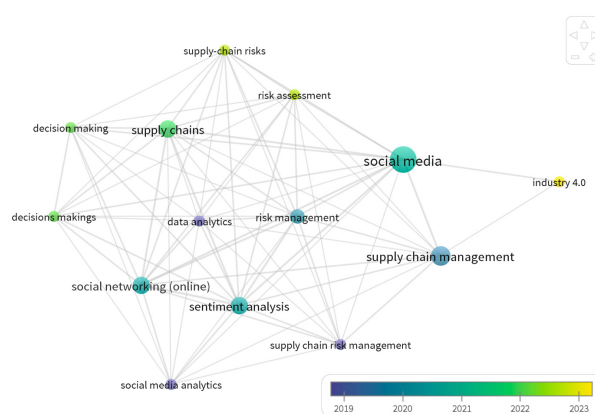 supply-chain risks
risk assessment
decision making
supply chains
social media
industry 4.0
decisions makings
data analytics
risk management
supply chain management
social networking (online)
sentiment analysis
supply chain risk management
social media analytics
2019 2020 2021 2022 2023